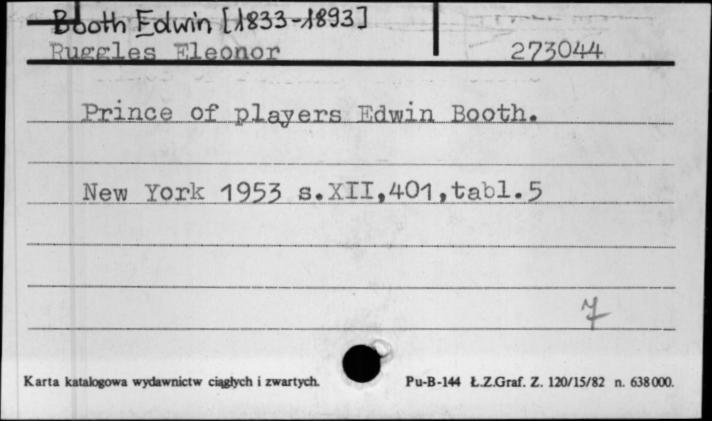 Booth Edwin [1833-1893]
Ruggles Eleonor 273044
Prince of players Edwin Booth.
New York 1953 s.XII,401,tabl.5
7
Karta katalogowa wydawnictw ciągłych i zwartych. Pu-B-144 Ł.Z.Graf. Z. 120/15/82 n. 638000.